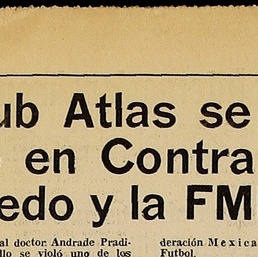 ub Atlas se
en Contra
edo y la FM
al doctor Andrade Pradi-
llo se violó uno de los
deración Mexica
Futbol.